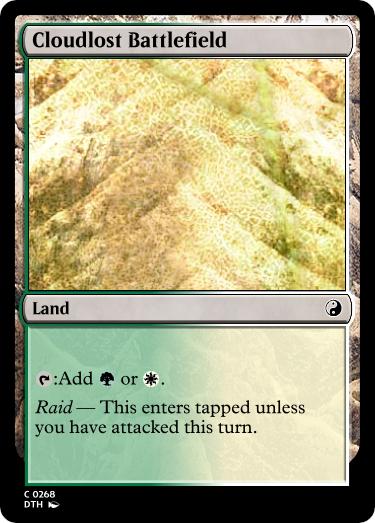 Cloudlost Battlefield
Land
:Add or .
Raid — This enters tapped unless
you have attacked this turn.
C 0268
DTH